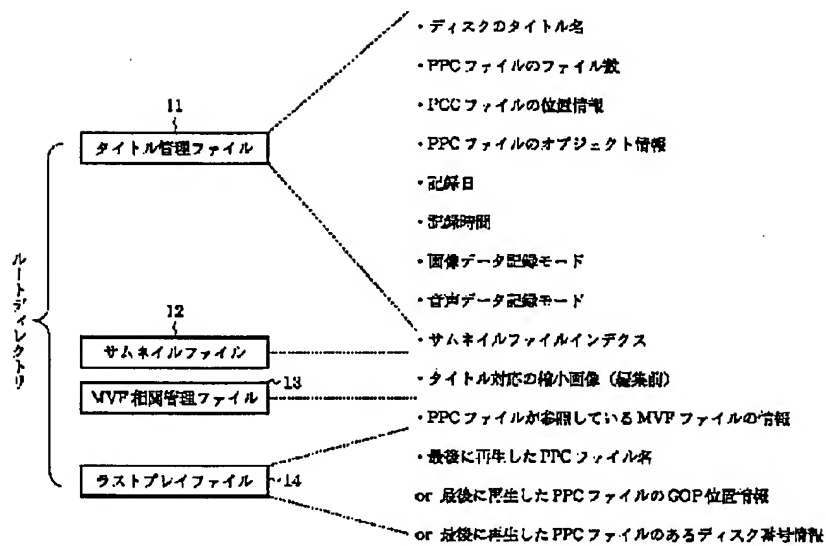 ルートディレクトリ
11
タイトル管理ファイル
12
サムネイルファイル
13
MVF相関管理ファイル
ラストプレイファイル
14
・ディスクのタイトル名
・PPCファイルのファイル数
・PCCファイルの位置情報
・PPCファイルのオブジェクト情報
・記録日
・記録時間
・画像データ記録モード
・音声データ記録モード
・サムネイルファイルインデクス
・タイトル対応の縮小画像（編集前）
・PPCファイルが参照しているMVFファイルの情報
・最後に再生したPPCファイル名
or 最後に再生したPPCファイルのGOP位置情報
or 最後に再生したPPCファイルのあるディスク番号情報